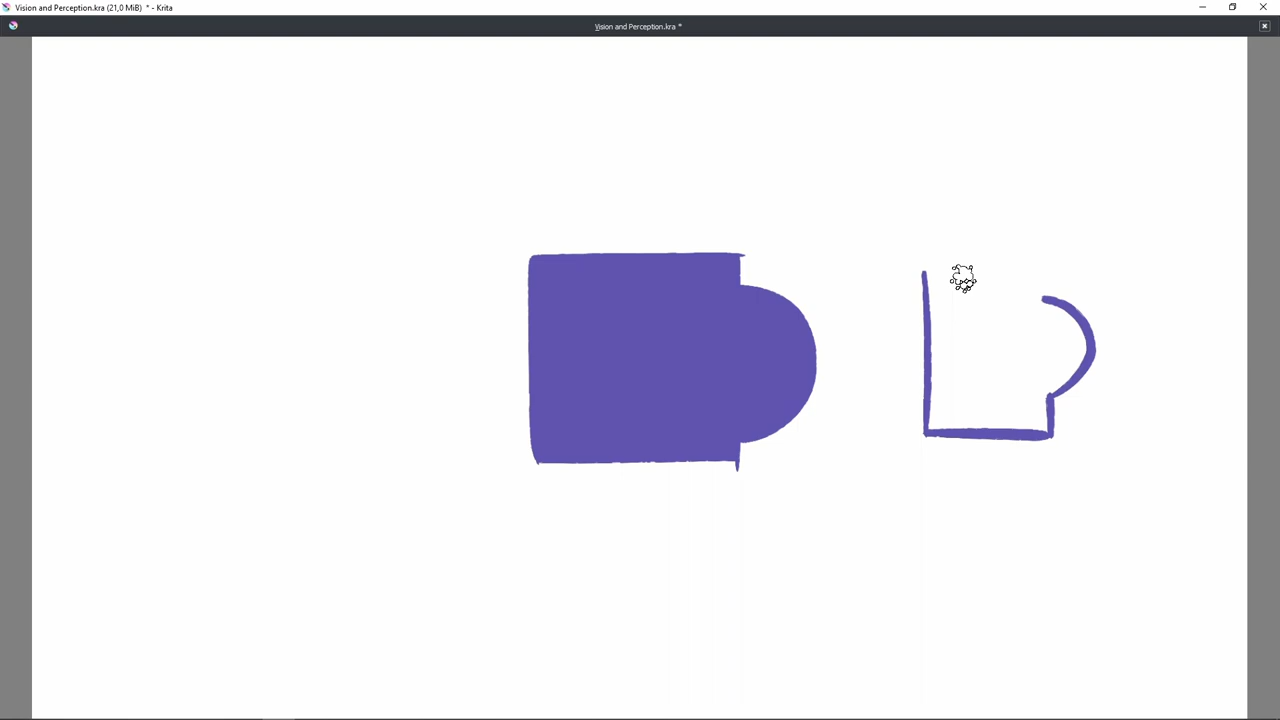 Vision and Perception.kra (21,0 MiB) * - Krita
Vision and Perception.kra *